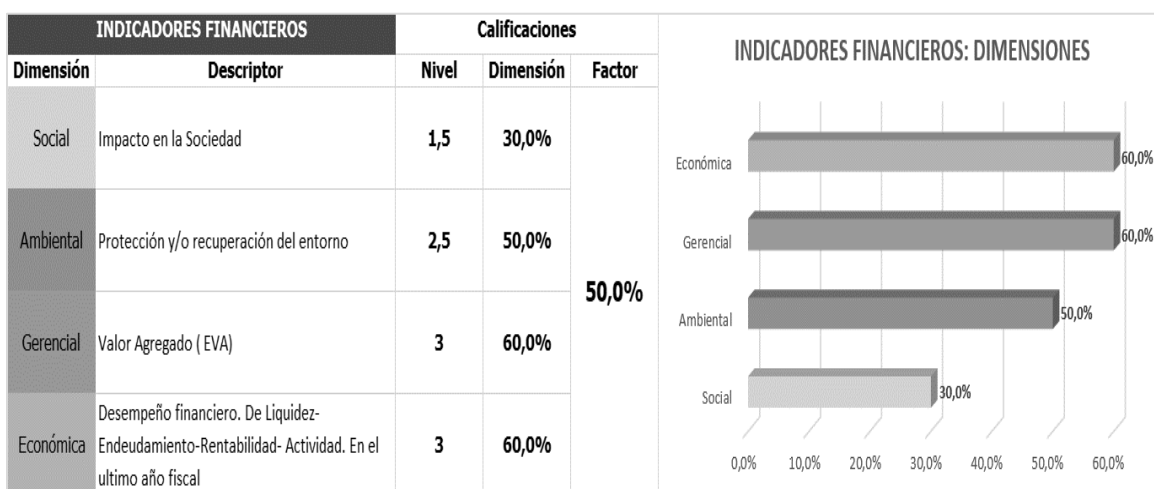 INDICADORES FINANCIEROS
Calificaciones
Dimensión Descriptor Nivel Dimensión Factor
Social Impacto en la Sociedad 1,5 30,0%
Ambiental Protección y/o recuperación del entorno 2,5 50,0%
50,0%
Gerencial Valor Agregado ( EVA) 3 60,0%
Desempeño financiero. De Liquidez-
Económica Endeudamiento-Rentabilidad- Actividad. En el 3 60,0%
ultimo año fiscal
INDICADORES FINANCIEROS: DIMENSIONES
Económica 60,0%
Gerencial 60,0%
Ambiental 50,0%
Social 30,0%
0,0% 10,0% 20,0% 30,0% 40,0% 50,0% 60,0%